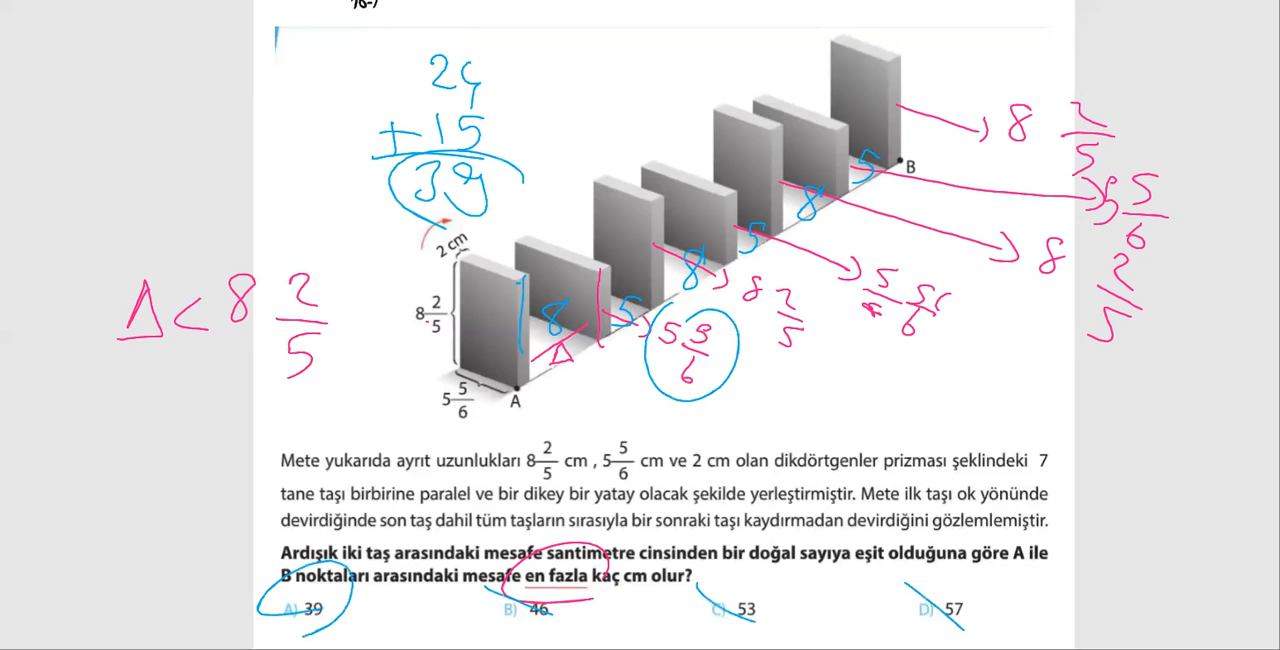 24
+15
39
2 cm
8 2/5
5 5/6
A
B
8
5
8
5
8
5
Δ
Δ < 8 2/5
8 2/5
5/6
8 2/5
8 2/5
Mete yukarıda ayrıt uzunlukları 8 2/5 cm , 5 5/6 cm ve 2 cm olan dikdörtgenler prizması şeklindeki 7
tane taşı birbirine paralel ve bir dikey bir yatay olacak şekilde yerleştirmiştir. Mete ilk taşı ok yönünde
devirdiğinde son taş dahil tüm taşların sırasıyla bir sonraki taşı kaydırmadan devirdiğini gözlemlemiştir.
Ardışık iki taş arasındaki mesafe santimetre cinsinden bir doğal sayıya eşit olduğuna göre A ile
B noktaları arasındaki mesafe en fazla kaç cm olur?
A) 39 B) 46 C) 53 D) 57